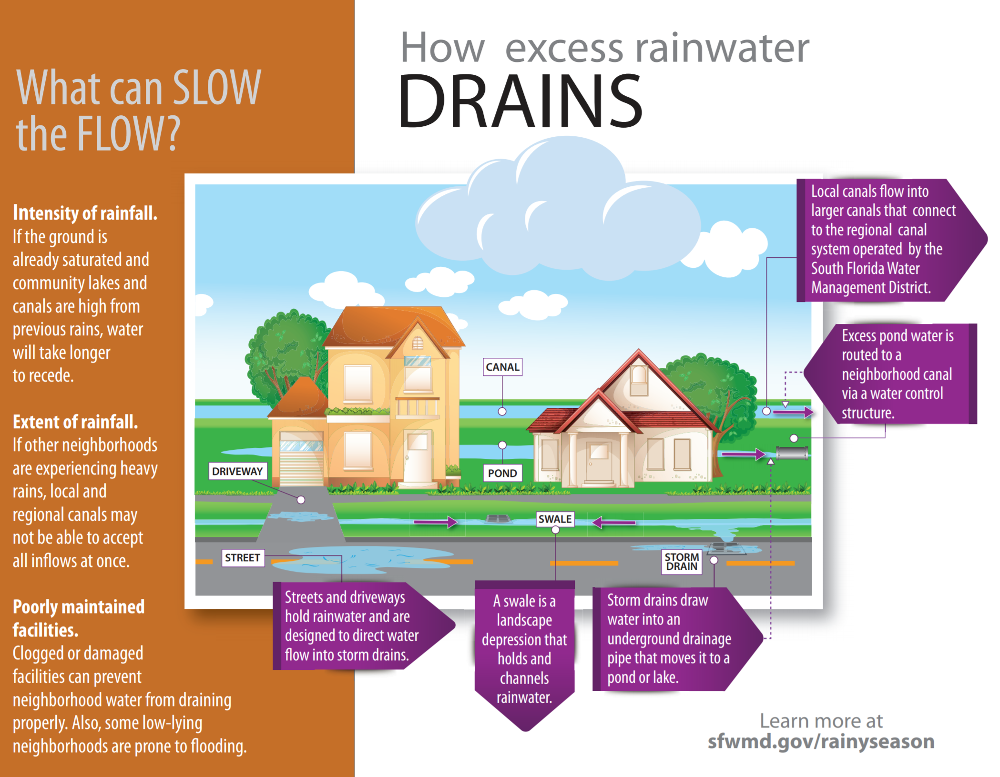 What can SLOW
the FLOW?
Intensity of rainfall.
If the ground is
already saturated and
community lakes and
canals are high from
previous rains, water
will take longer
to recede.
Extent of rainfall.
If other neighborhoods
are experiencing heavy
rains, local and
regional canals may
not be able to accept
all inflows at once.
Poorly maintained
facilities.
Clogged or damaged
facilities can prevent
neighborhood water from draining
properly. Also, some low-lying
neighborhoods are prone to flooding.
How excess rainwater
DRAINS
Local canals flow into
larger canals that connect
to the regional canal
system operated by the
South Florida Water
Management District.
Excess pond water is
routed to a
neighborhood canal
via a water control
structure.
CANAL
POND
DRIVEWAY
SWALE
STREET
STORM
DRAIN
Streets and driveways
hold rainwater and are
designed to direct water
flow into storm drains.
A swale is a
landscape
depression that
holds and
channels
rainwater.
Storm drains draw
water into an
underground drainage
pipe that moves it to a
pond or lake.
Learn more at
sfwmd.gov/rainyseason